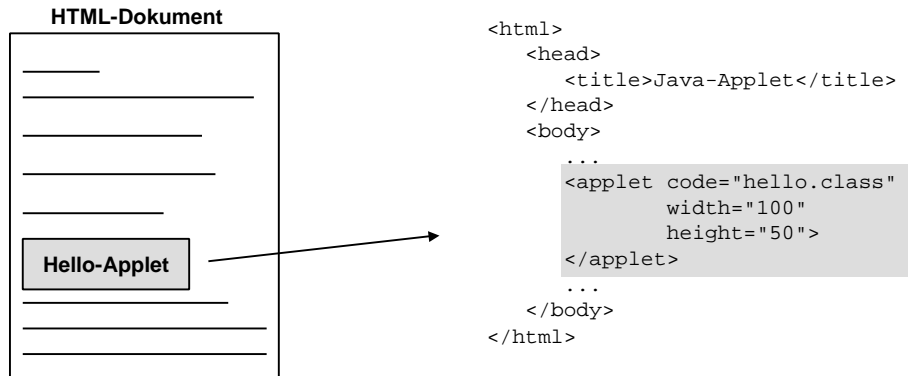 HTML-Dokument
Hello-Applet
<html>
<head>
<title>Java-Applet</title>
</head>
<body>
...
<applet code="hello.class"
width="100"
height="50">
</applet>
...
</body>
</html>